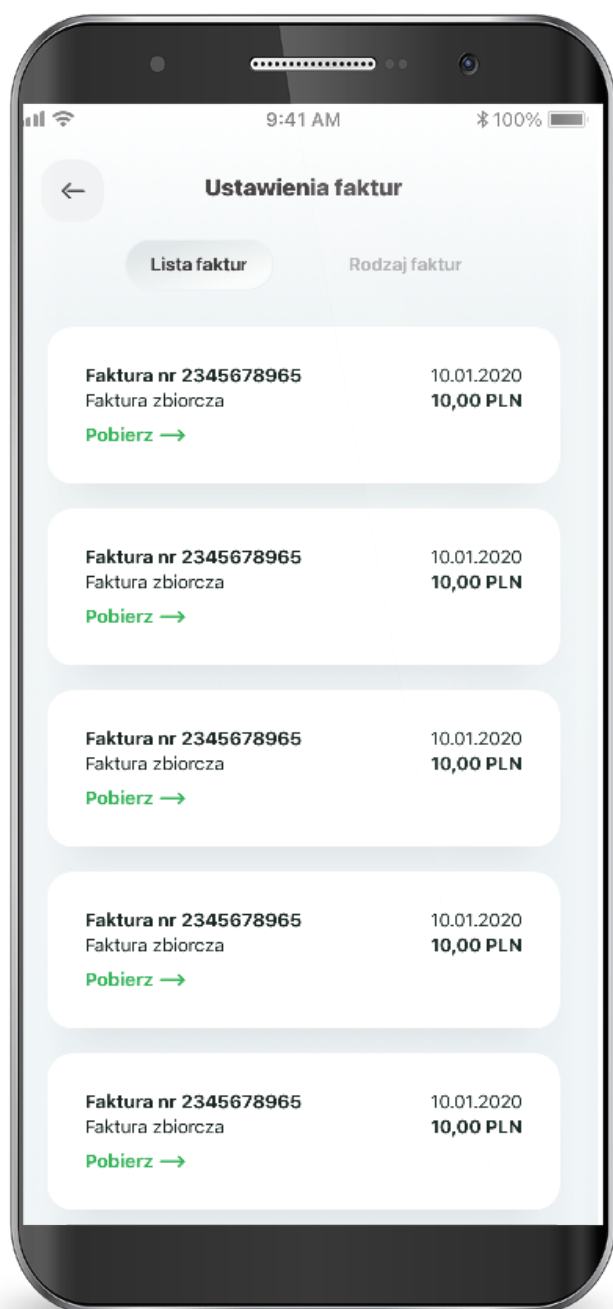 9:41 AM
100%
Ustawienia faktur
Lista faktur
Rodzaj faktur
Faktura nr 2345678965
10.01.2020
Faktura zbiorcza
10,00 PLN
Pobierz →
Faktura nr 2345678965
10.01.2020
Faktura zbiorcza
10,00 PLN
Pobierz →
Faktura nr 2345678965
10.01.2020
Faktura zbiorcza
10,00 PLN
Pobierz →
Faktura nr 2345678965
10.01.2020
Faktura zbiorcza
10,00 PLN
Pobierz →
Faktura nr 2345678965
10.01.2020
Faktura zbiorcza
10,00 PLN
Pobierz →